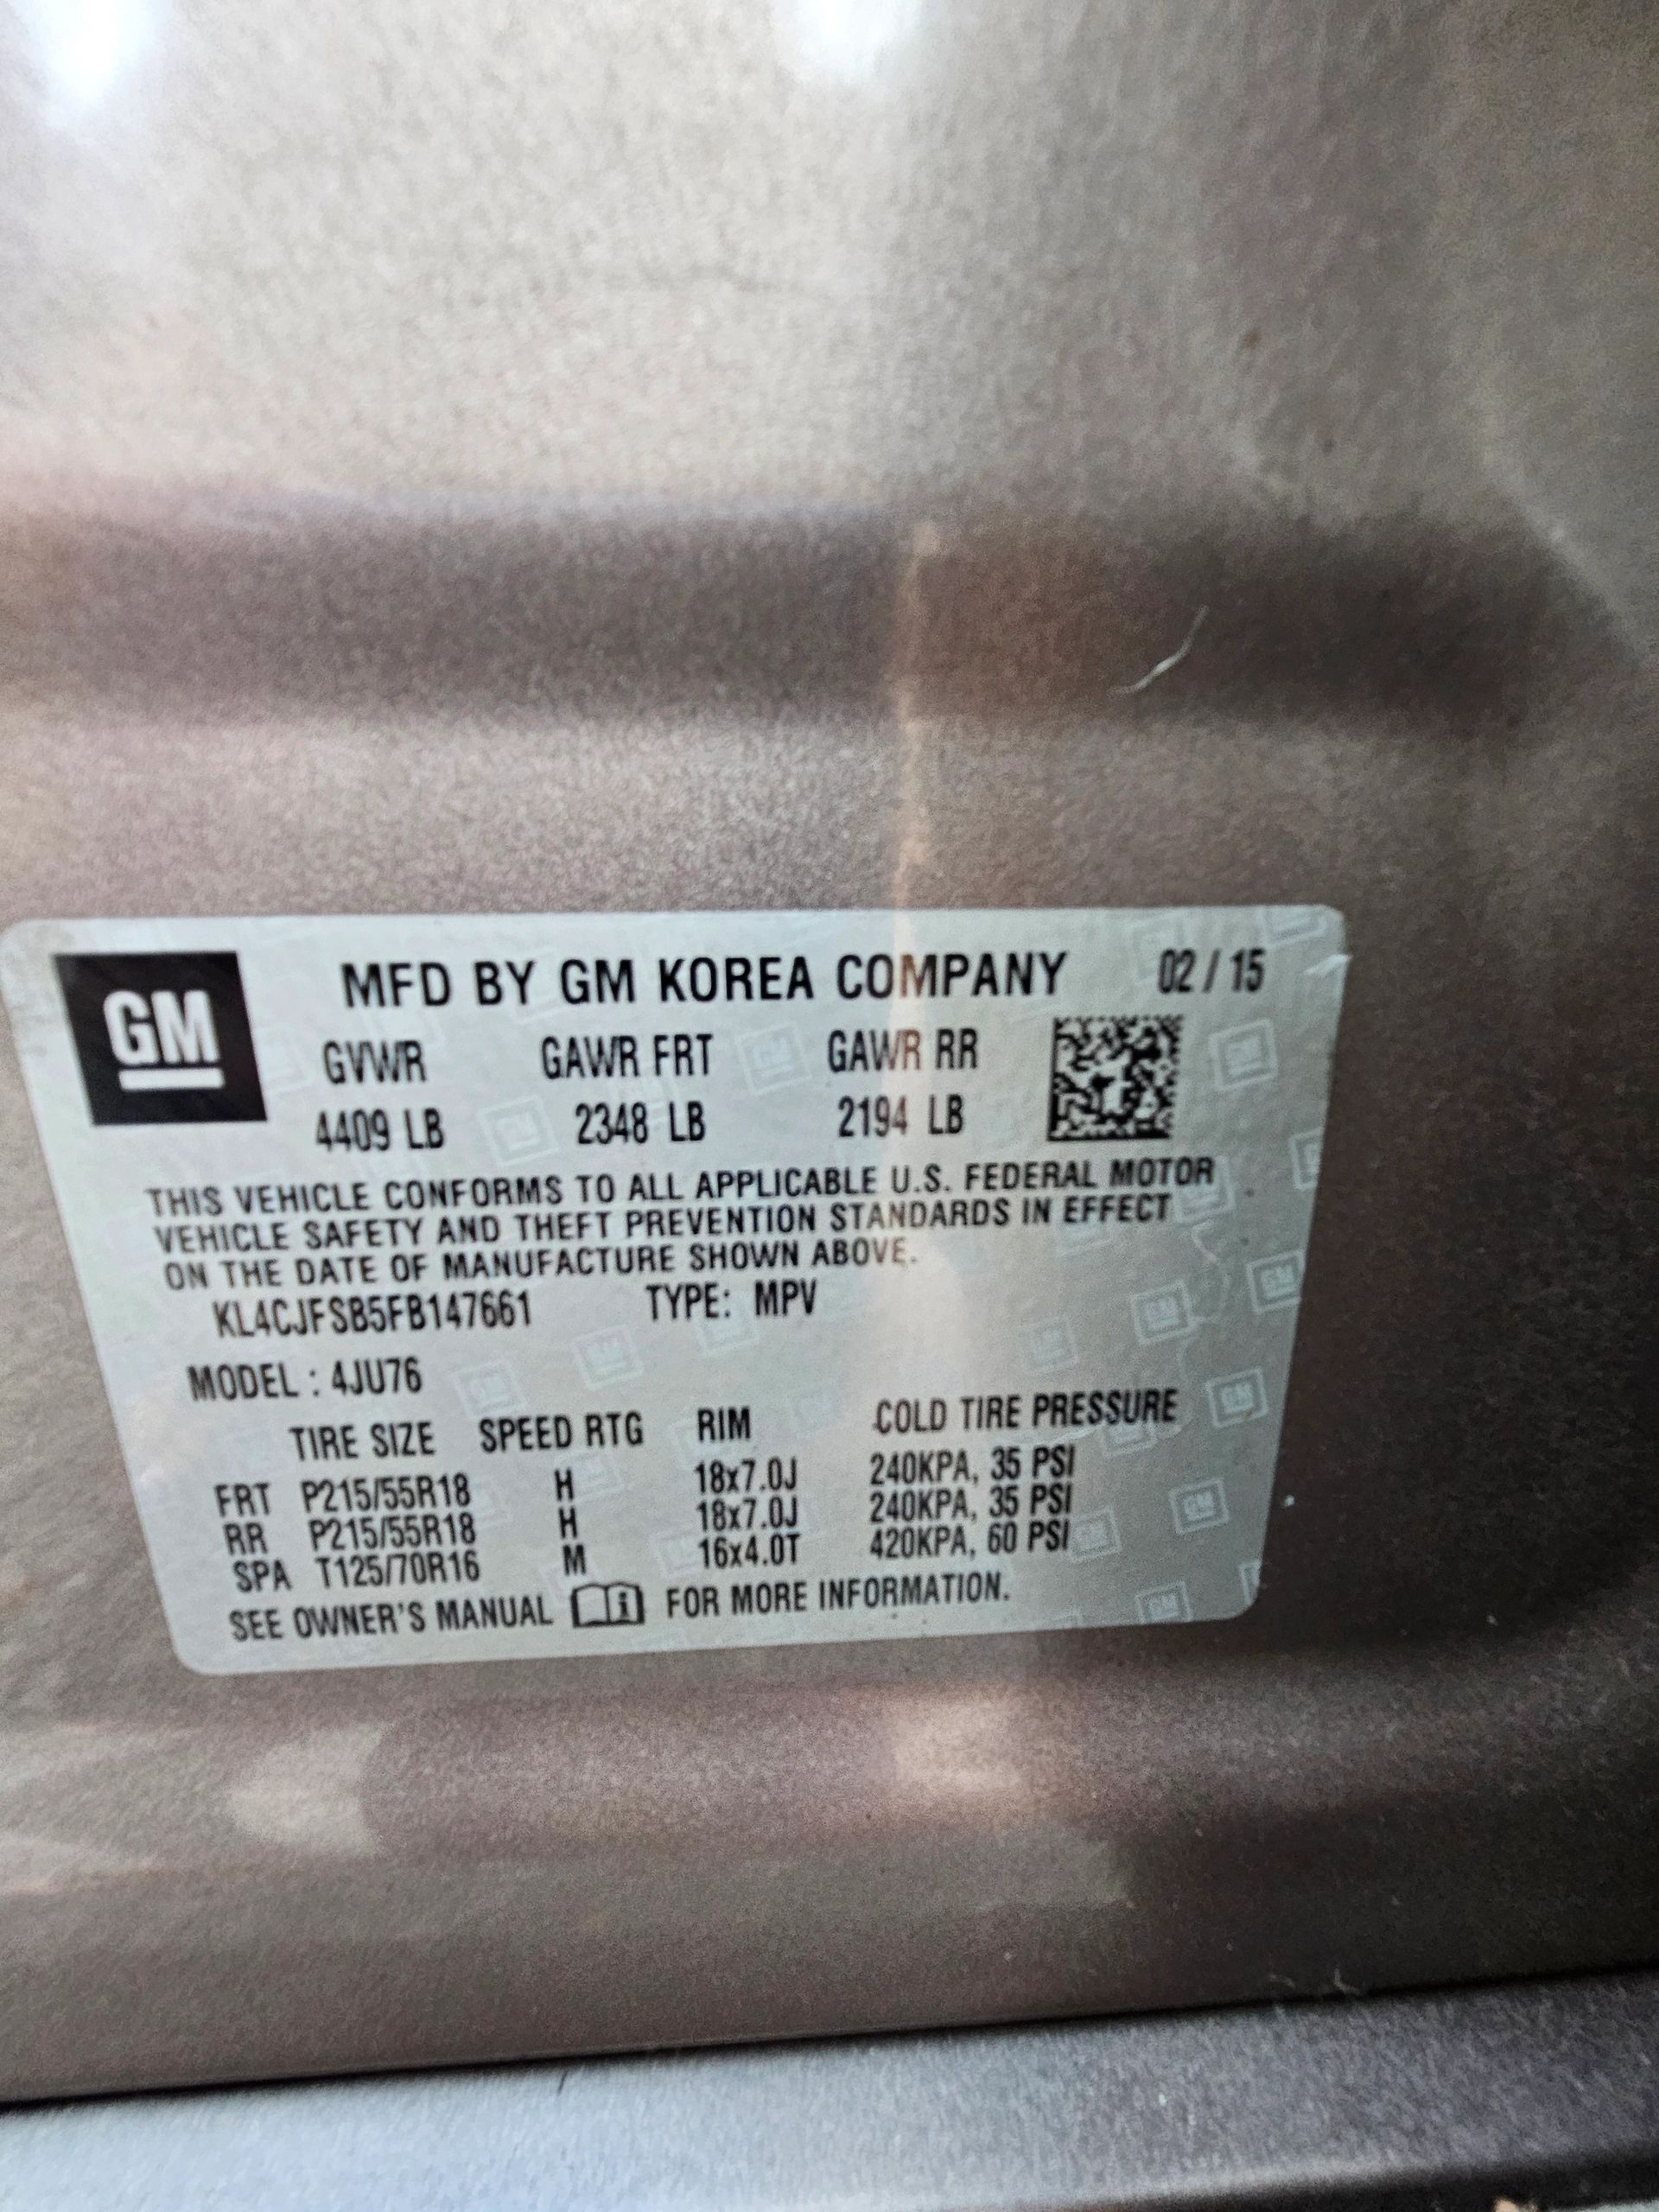 GM
MFD BY GM KOREA COMPANY 02 / 15
GVWR GAWR FRT GAWR RR
4409 LB 2348 LB 2194 LB
THIS VEHICLE CONFORMS TO ALL APPLICABLE U.S. FEDERAL MOTOR
VEHICLE SAFETY AND THEFT PREVENTION STANDARDS IN EFFECT
ON THE DATE OF MANUFACTURE SHOWN ABOVE.
KL4CJFSB5FB147661 TYPE: MPV
MODEL : 4JU76
TIRE SIZE SPEED RTG RIM COLD TIRE PRESSURE
FRT P215/55R18 H 18x7.0J 240KPA, 35 PSI
RR P215/55R18 H 18x7.0J 240KPA, 35 PSI
SPA T125/70R16 M 16x4.0T 420KPA, 60 PSI
SEE OWNER'S MANUAL FOR MORE INFORMATION.